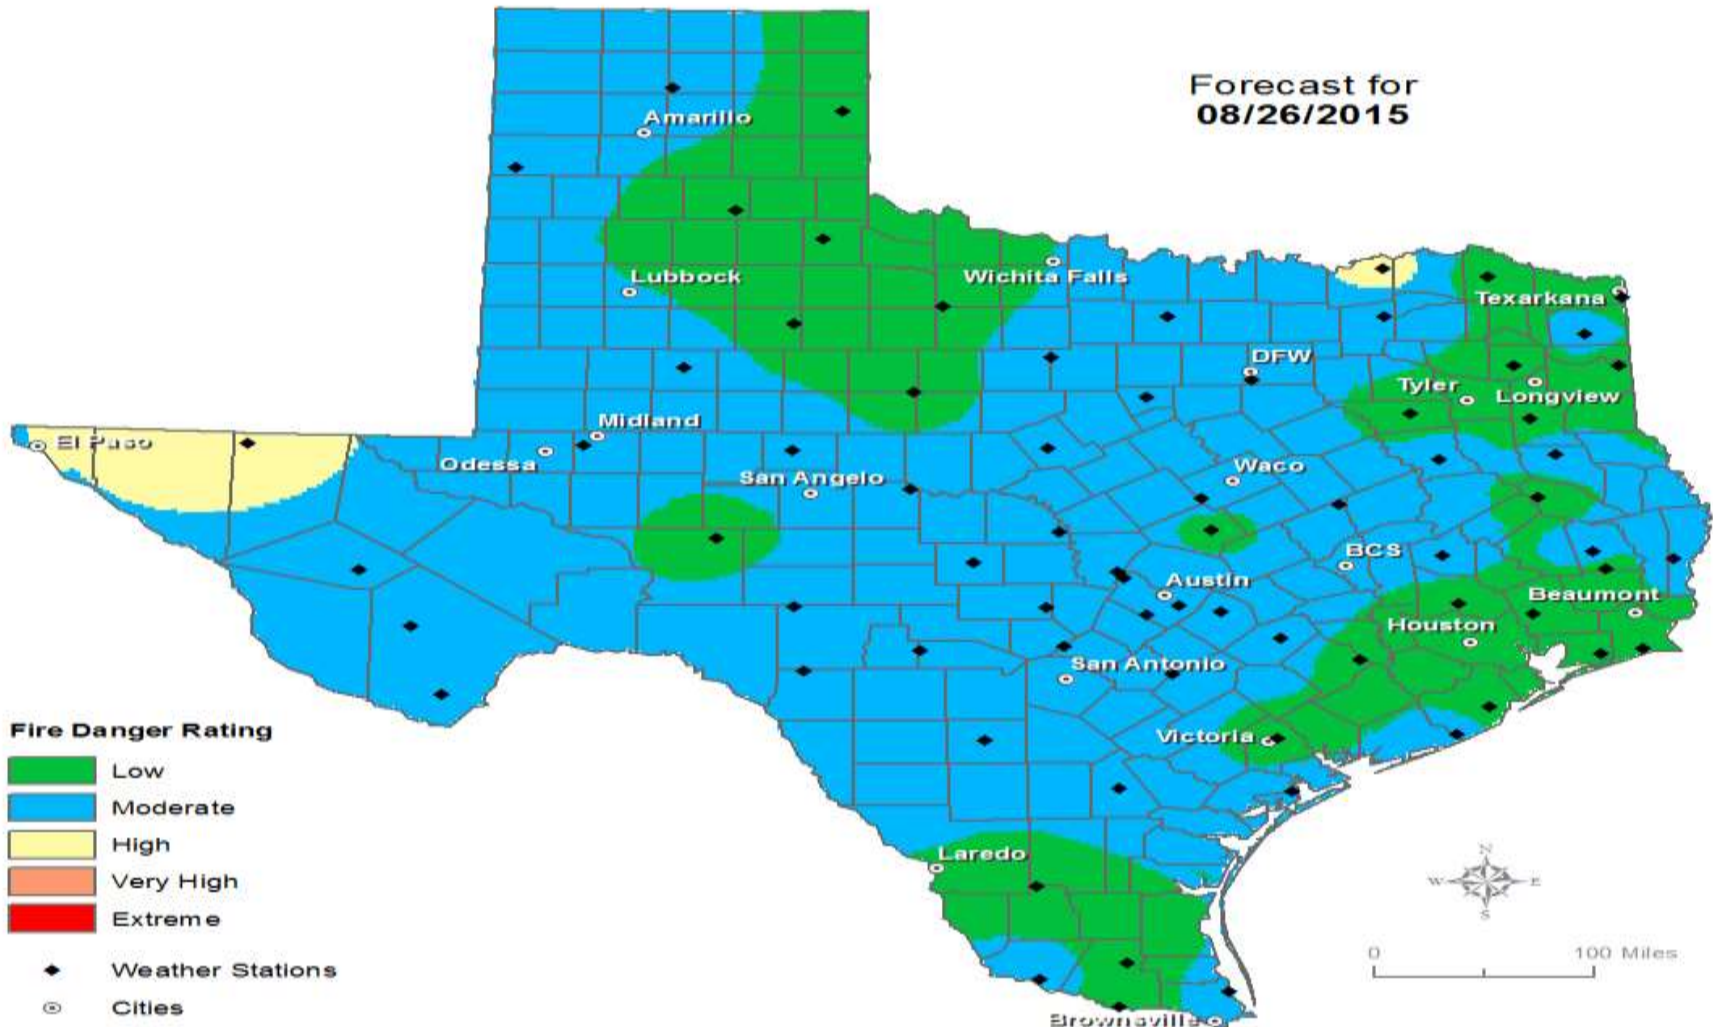 Forecast for
08/26/2015
Amarillo
Lubbock
Wichita Falls
Texarkana
DFW
Tyler
Longview
Midland
El Paso
Odessa
San Angelo
Waco
BCS
Austin
Beaumont
Houston
San Antonio
Victoria
Laredo
Brownsville
Fire Danger Rating
Low
Moderate
High
Very High
Extreme
Weather Stations
Cities
N
W E
S
0 100 Miles